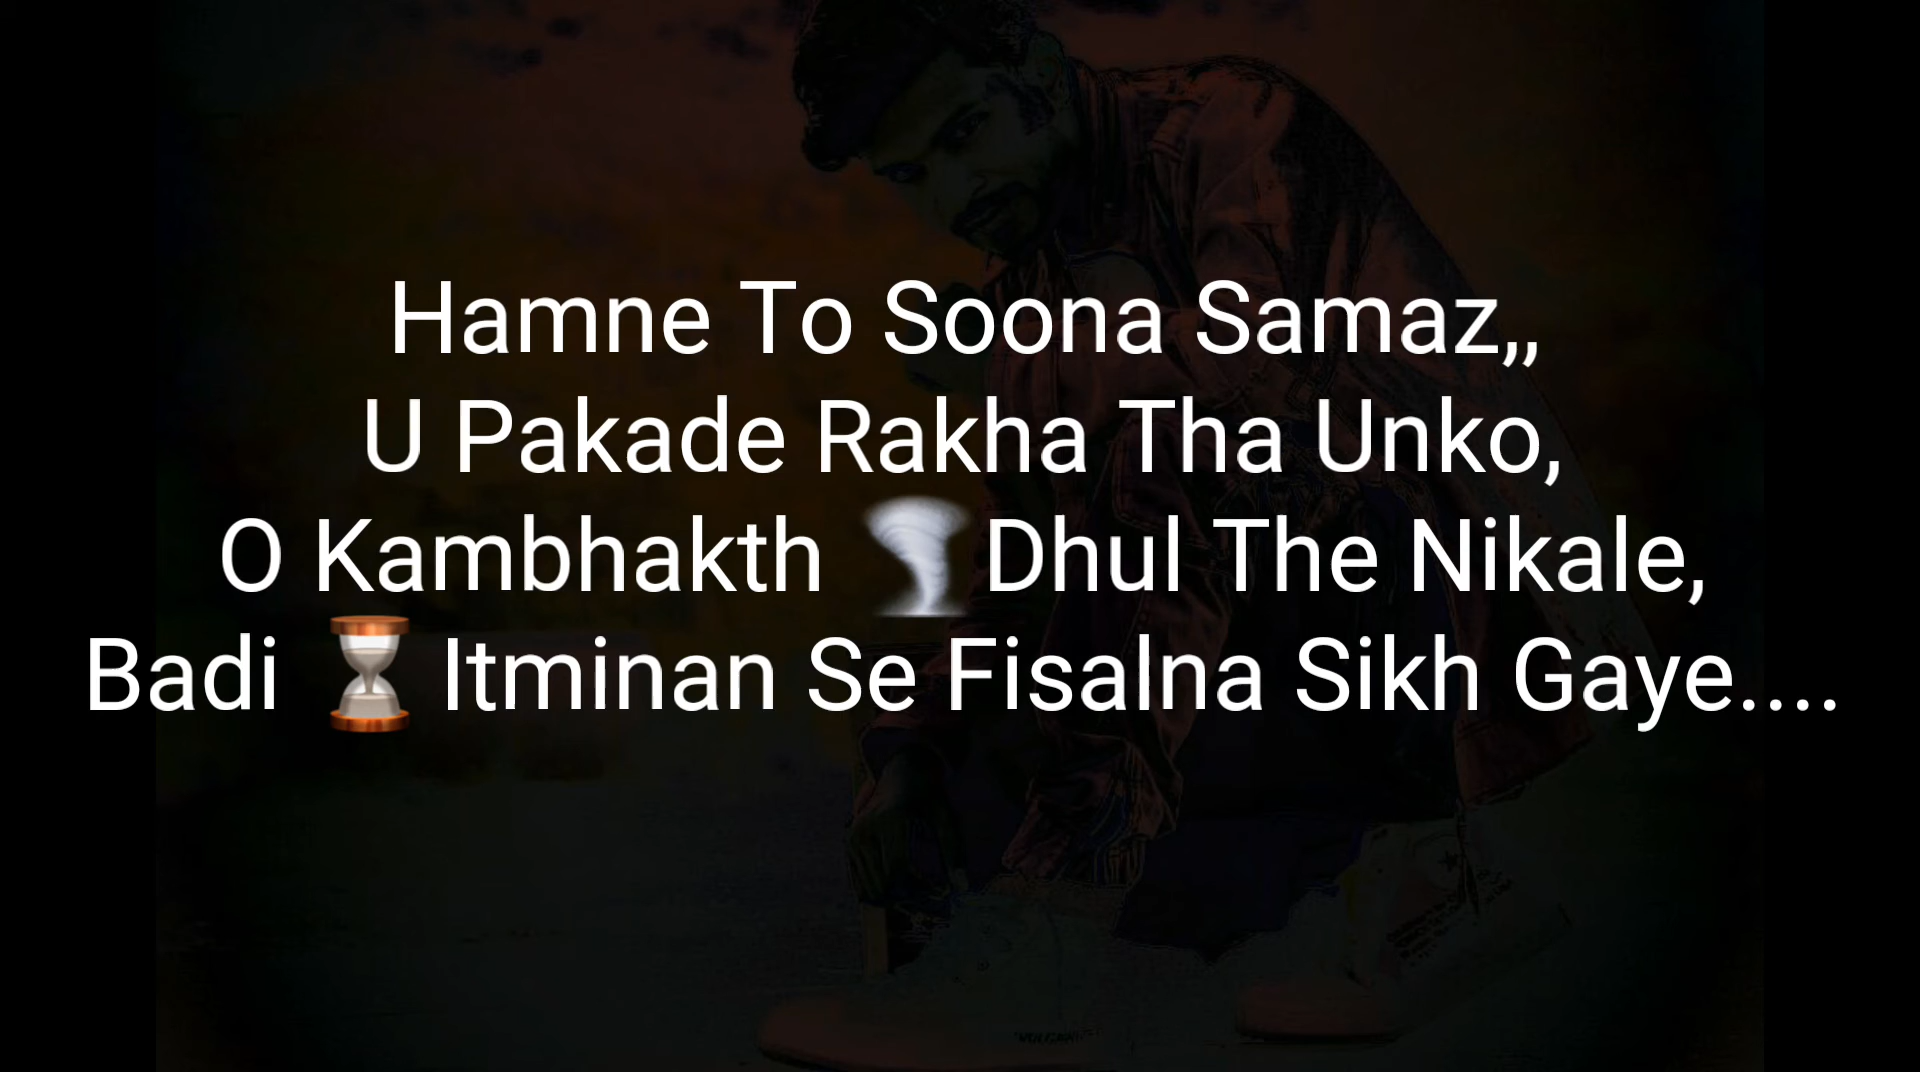 Hamne To Soona Samaz,,
U Pakade Rakha Tha Unko,
O Kambhakth 🌪Dhul The Nikale,
Badi ⏳Itminan Se Fisalna Sikh Gaye....